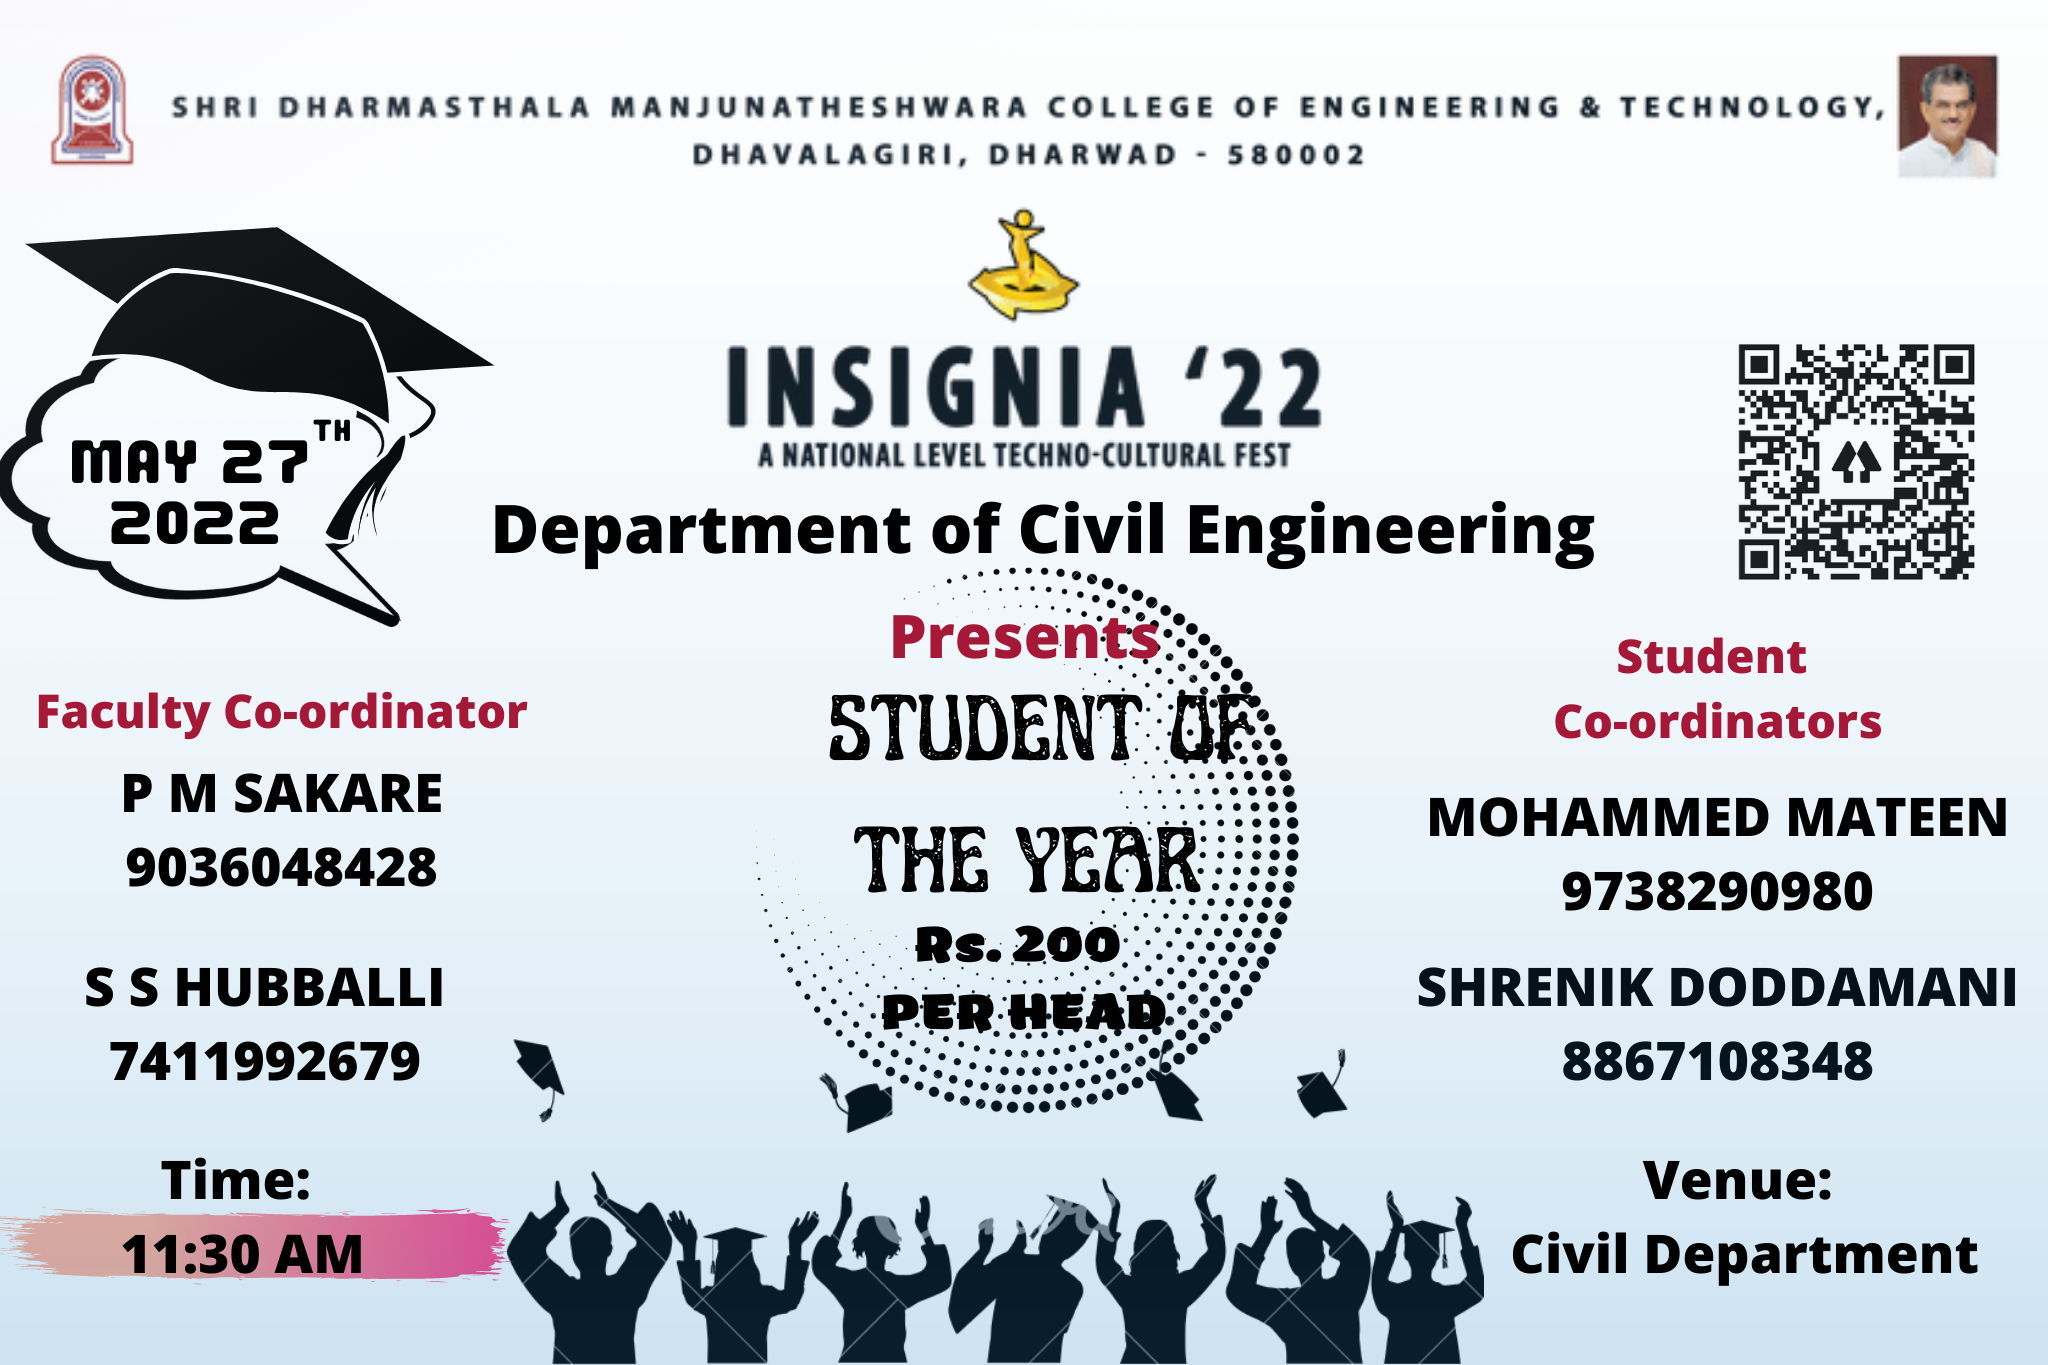 SHRI DHARMASTHALA MANJUNATHESHWARA COLLEGE OF ENGINEERING & TECHNOLOGY,
DHAVALAGIRI, DHARWAD - 580002
INSIGNIA ‘22
A NATIONAL LEVEL TECHNO-CULTURAL FEST
MAY 27TH
2022
Department of Civil Engineering
Presents
STUDENT OF
THE YEAR
Rs. 200
PER HEAD
Faculty Co-ordinator
P M SAKARE
9036048428
S S HUBBALLI
7411992679
Student
Co-ordinators
MOHAMMED MATEEN
9738290980
SHRENIK DODDAMANI
8867108348
Time:
11:30 AM
Venue:
Civil Department